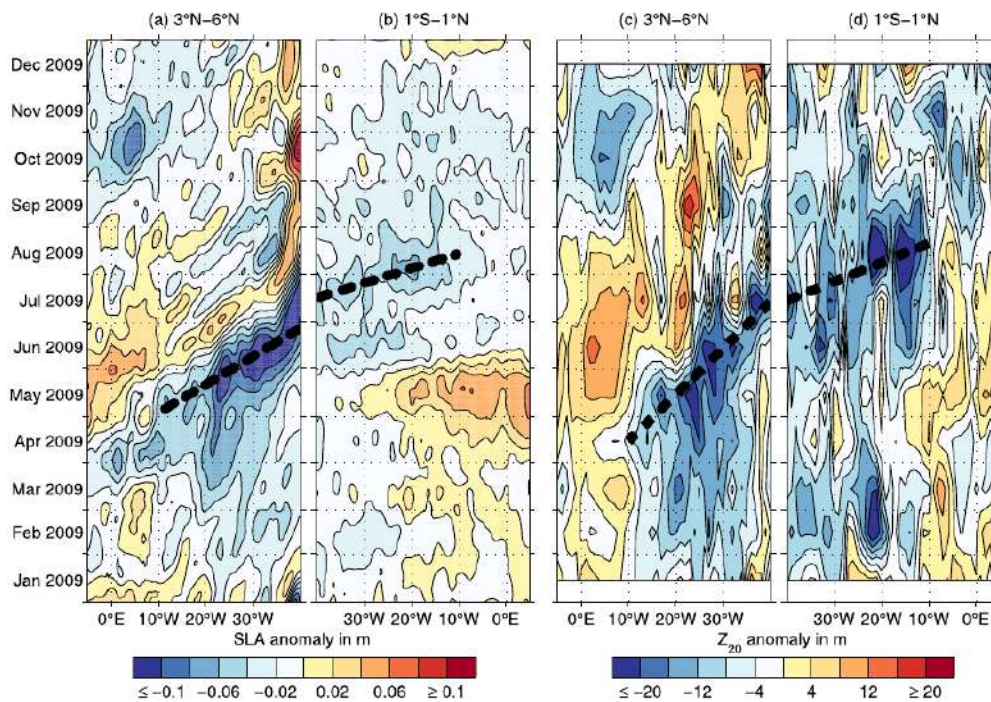 (a) 3°N–6°N (b) 1°S–1°N (c) 3°N–6°N (d) 1°S–1°N
Dec 2009
Nov 2009
Oct 2009
Sep 2009
Aug 2009
Jul 2009
Jun 2009
May 2009
Apr 2009
Mar 2009
Feb 2009
Jan 2009
0°E 10°W 20°W 30°W 30°W 20°W 10°W 0°E 0°E 10°W 20°W 30°W 30°W 20°W 10°W 0°E
SLA anomaly in m Z20 anomaly in m
≤ −0.1 −0.06 −0.02 0.02 0.06 ≥ 0.1 ≤ −20 −12 −4 4 12 ≥ 20